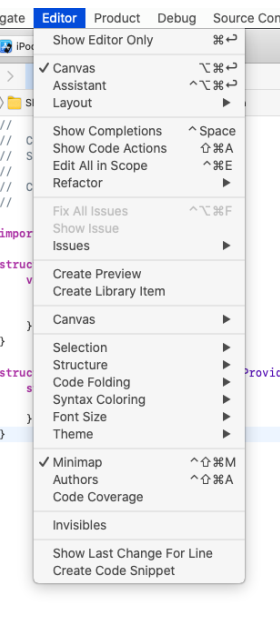 Editor Product Debug Source Con
iPo
Show Editor Only ⌘↩
✓ Canvas ⌥⌘↩
Assistant ^⌥⌘↩
Layout ▶
Show Completions ^ Space
Show Code Actions ⇧⌘A
Edit All in Scope ^⌘E
Refactor ▶
Fix All Issues ^⌥⌘F
Show Issue
Issues ▶
Create Preview
Create Library Item
Canvas ▶
Selection ▶
Structure ▶
Code Folding ▶
Syntax Coloring ▶
Font Size ▶
Theme ▶
✓ Minimap ^⇧⌘M
Authors ^⇧⌘A
Code Coverage
Invisibles
Show Last Change For Line
Create Code Snippet
//
// C
// S
//
// C
//
impor
struc
v
}
}
struc Provid
s
}
}